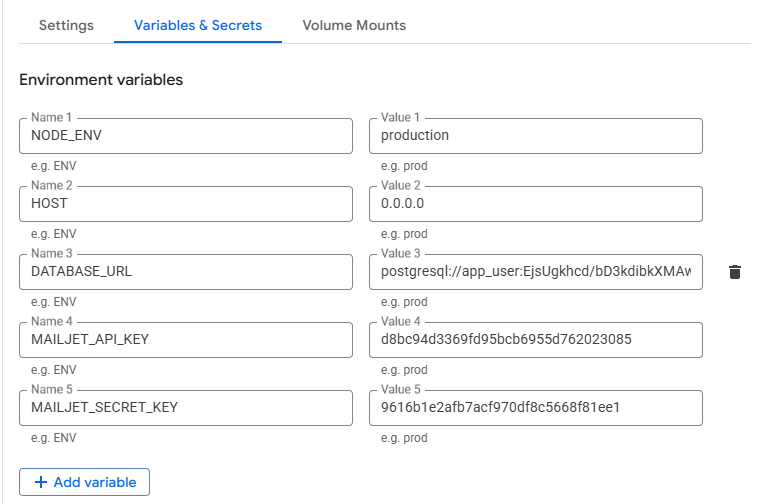 Settings Variables & Secrets Volume Mounts
Environment variables
Name 1 Value 1
NODE_ENV production
e.g. ENV e.g. prod
Name 2 Value 2
HOST 0.0.0.0
e.g. ENV e.g. prod
Name 3 Value 3
DATABASE_URL postgresql://app_user:EjsUgkhcd/bD3kdibkXMAw
e.g. ENV e.g. prod
Name 4 Value 4
MAILJET_API_KEY d8bc94d3369fd95bcb6955d762023085
e.g. ENV e.g. prod
Name 5 Value 5
MAILJET_SECRET_KEY 9616b1e2afb7acf970df8c5668f81ee1
e.g. ENV e.g. prod
+ Add variable